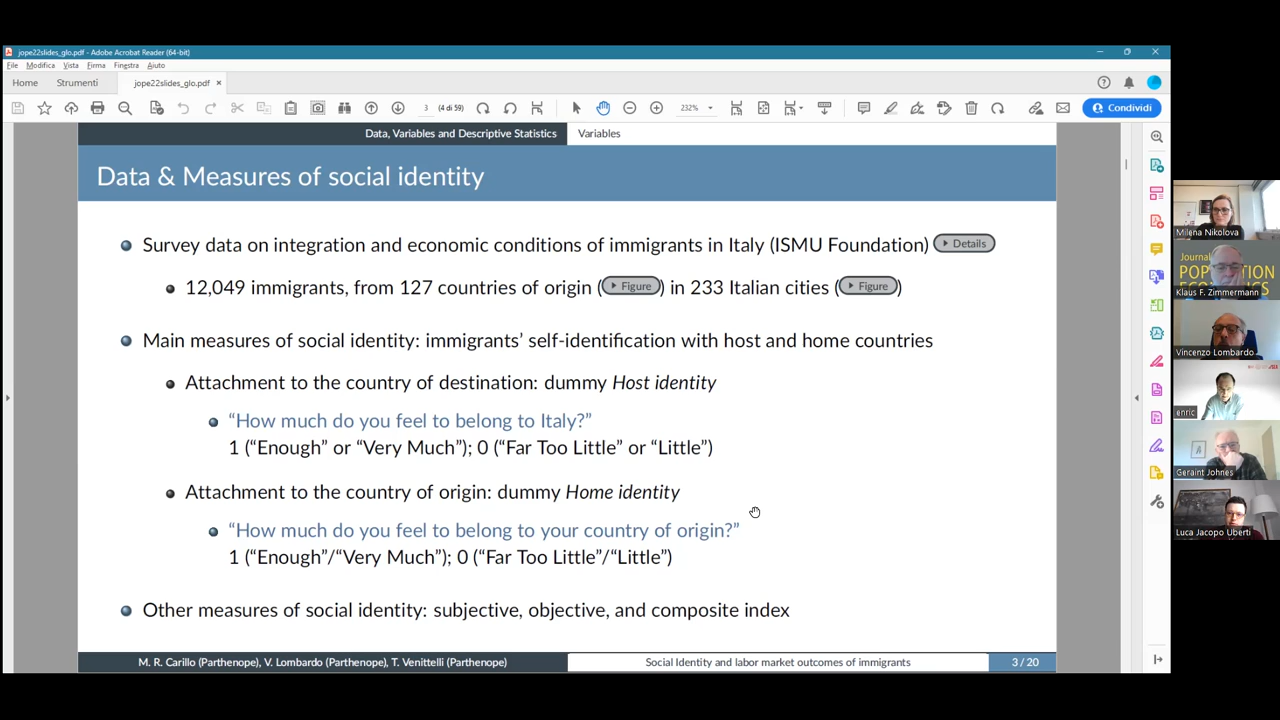 jope22slides_glo.pdf - Adobe Acrobat Reader (64-bit)
File Modifica Vista Firma Finestra Aiuto
Home Strumenti jope22slides_glo.pdf ×
3 (4 di 59) 232% Condividi
Data, Variables and Descriptive Statistics Variables
Data & Measures of social identity
Survey data on integration and economic conditions of immigrants in Italy (ISMU Foundation) Details
12,049 immigrants, from 127 countries of origin ( Figure ) in 233 Italian cities ( Figure )
Main measures of social identity: immigrants’ self-identification with host and home countries
Attachment to the country of destination: dummy Host identity
“How much do you feel to belong to Italy?”
1 (“Enough” or “Very Much”); 0 (“Far Too Little” or “Little”)
Attachment to the country of origin: dummy Home identity
“How much do you feel to belong to your country of origin?”
1 (“Enough”/“Very Much”); 0 (“Far Too Little”/“Little”)
Other measures of social identity: subjective, objective, and composite index
M. R. Carillo (Parthenope), V. Lombardo (Parthenope), T. Venittelli (Parthenope) Social Identity and labor market outcomes of immigrants 3 / 20
Milena Nikolova
Journal
POPULATION
ECONOMICS
Klaus F. Zimmermann
Vincenzo Lombardo
enric
Geraint Johnes
Luca Jacopo Uberti